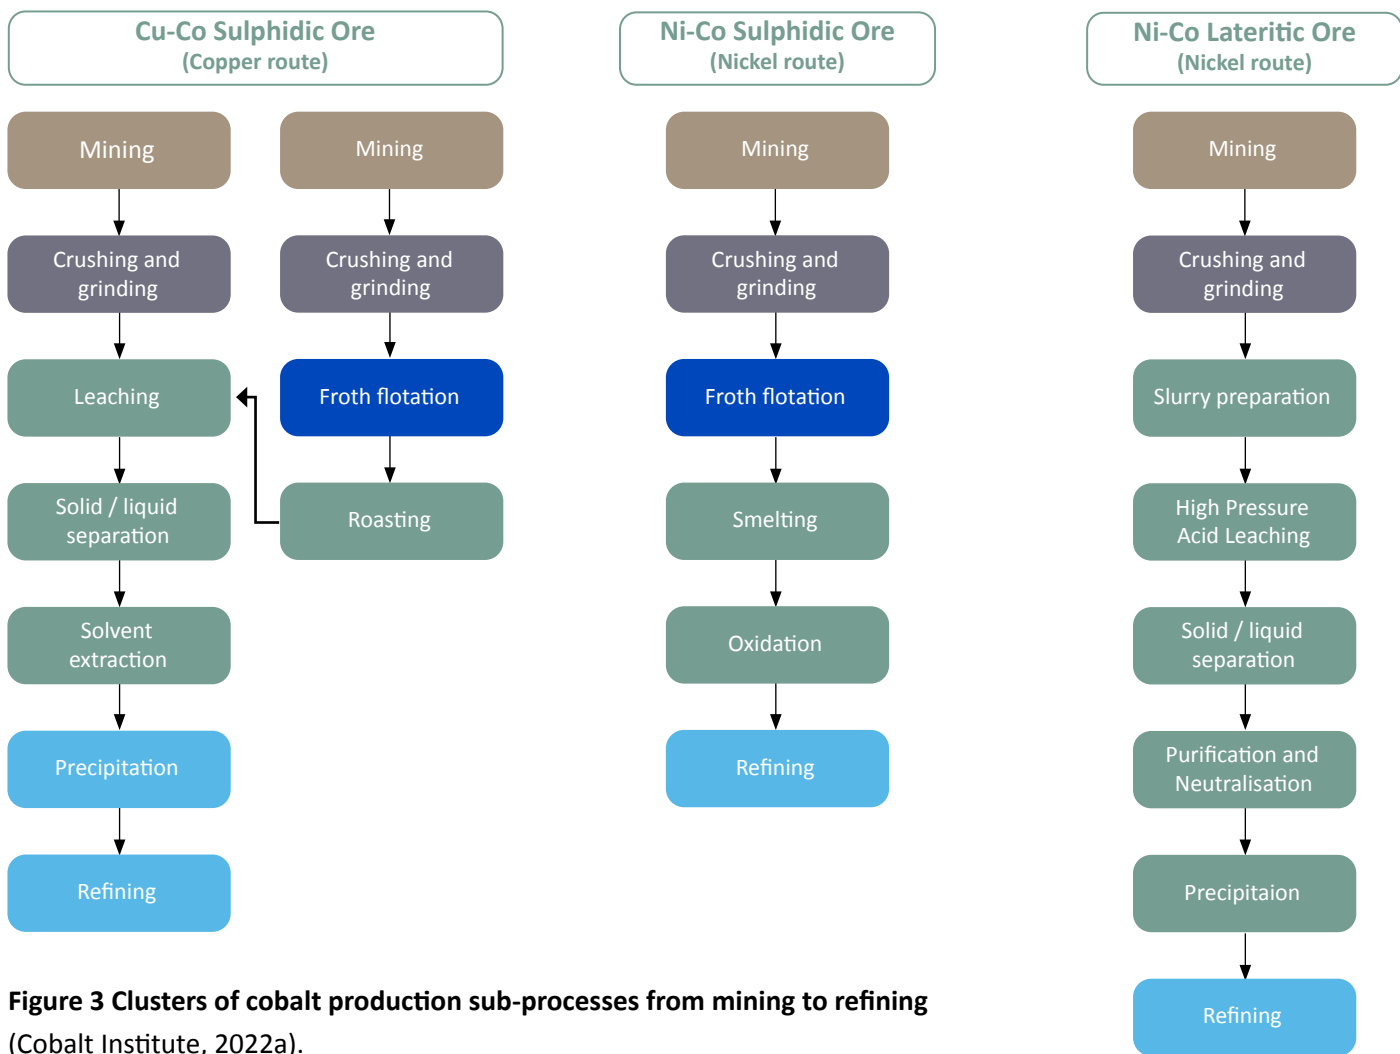 Cu-Co Sulphidic Ore
(Copper route)
Mining
Crushing and
grinding
Leaching
Solid / liquid
separation
Solvent
extraction
Precipitation
Refining
Mining
Crushing and
grinding
Froth flotation
Roasting
Ni-Co Sulphidic Ore
(Nickel route)
Mining
Crushing and
grinding
Froth flotation
Smelting
Oxidation
Refining
Ni-Co Lateritic Ore
(Nickel route)
Mining
Crushing and
grinding
Slurry preparation
High Pressure
Acid Leaching
Solid / liquid
separation
Purification and
Neutralisation
Precipitaion
Refining
Figure 3 Clusters of cobalt production sub-processes from mining to refining
(Cobalt Institute, 2022a).